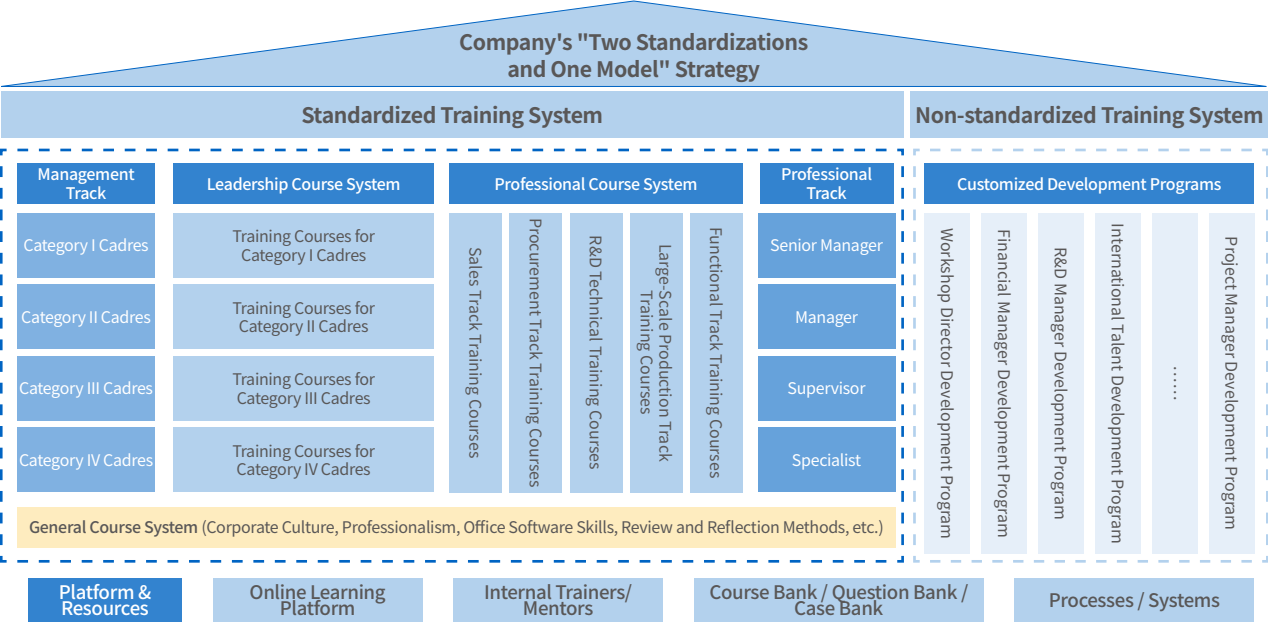 Company's "Two Standardizations
and One Model" Strategy
Standardized Training System
Non-standardized Training System
Management
Track
Leadership Course System
Professional Course System
Professional
Track
Customized Development Programs
Category I Cadres
Training Courses for
Category I Cadres
Category II Cadres
Training Courses for
Category II Cadres
Category III Cadres
Training Courses for
Category III Cadres
Category IV Cadres
Training Courses for
Category IV Cadres
Sales Track Training Courses
Procurement Track Training Courses
R&D Technical Training Courses
Large-Scale Production Track
Training Courses
Functional Track Training Courses
Senior Manager
Manager
Supervisor
Specialist
Workshop Director Development Program
Financial Manager Development Program
R&D Manager Development Program
International Talent Development Program
......
Project Manager Development Program
General Course System (Corporate Culture, Professionalism, Office Software Skills, Review and Reflection Methods, etc.)
Platform &
Resources
Online Learning
Platform
Internal Trainers/
Mentors
Course Bank / Question Bank /
Case Bank
Processes / Systems